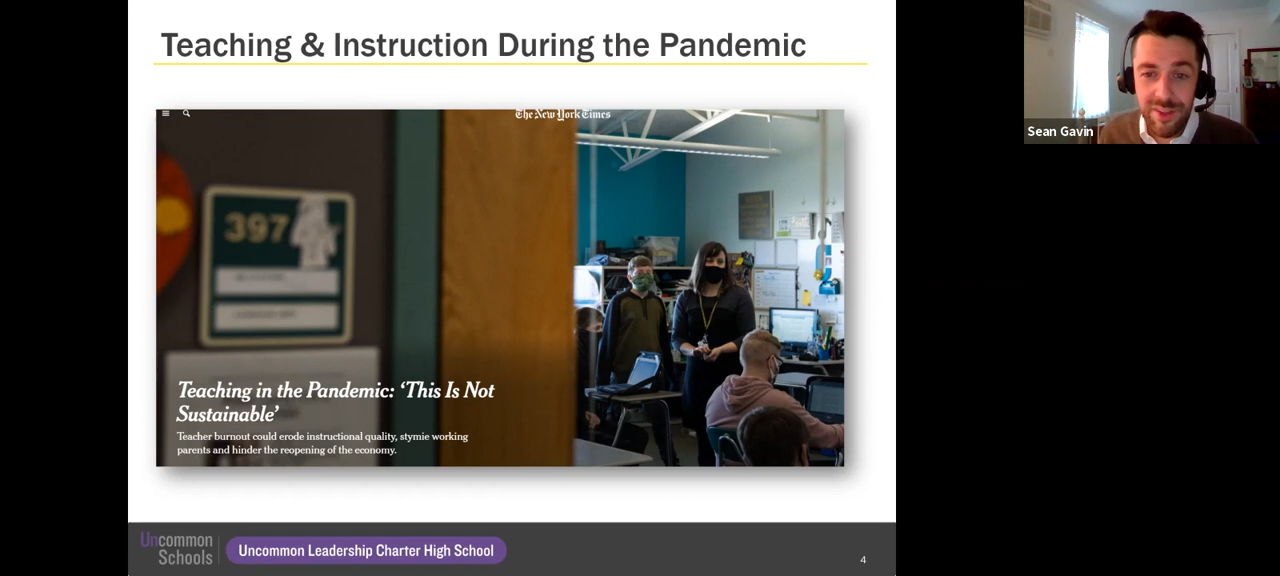 Teaching & Instruction During the Pandemic
The New York Times
397
Teaching in the Pandemic: ‘This Is Not
Sustainable’
Teacher burnout could erode instructional quality, stymie working
parents and hinder the reopening of the economy.
Uncommon
Schools
Uncommon Leadership Charter High School
4
Sean Gavin